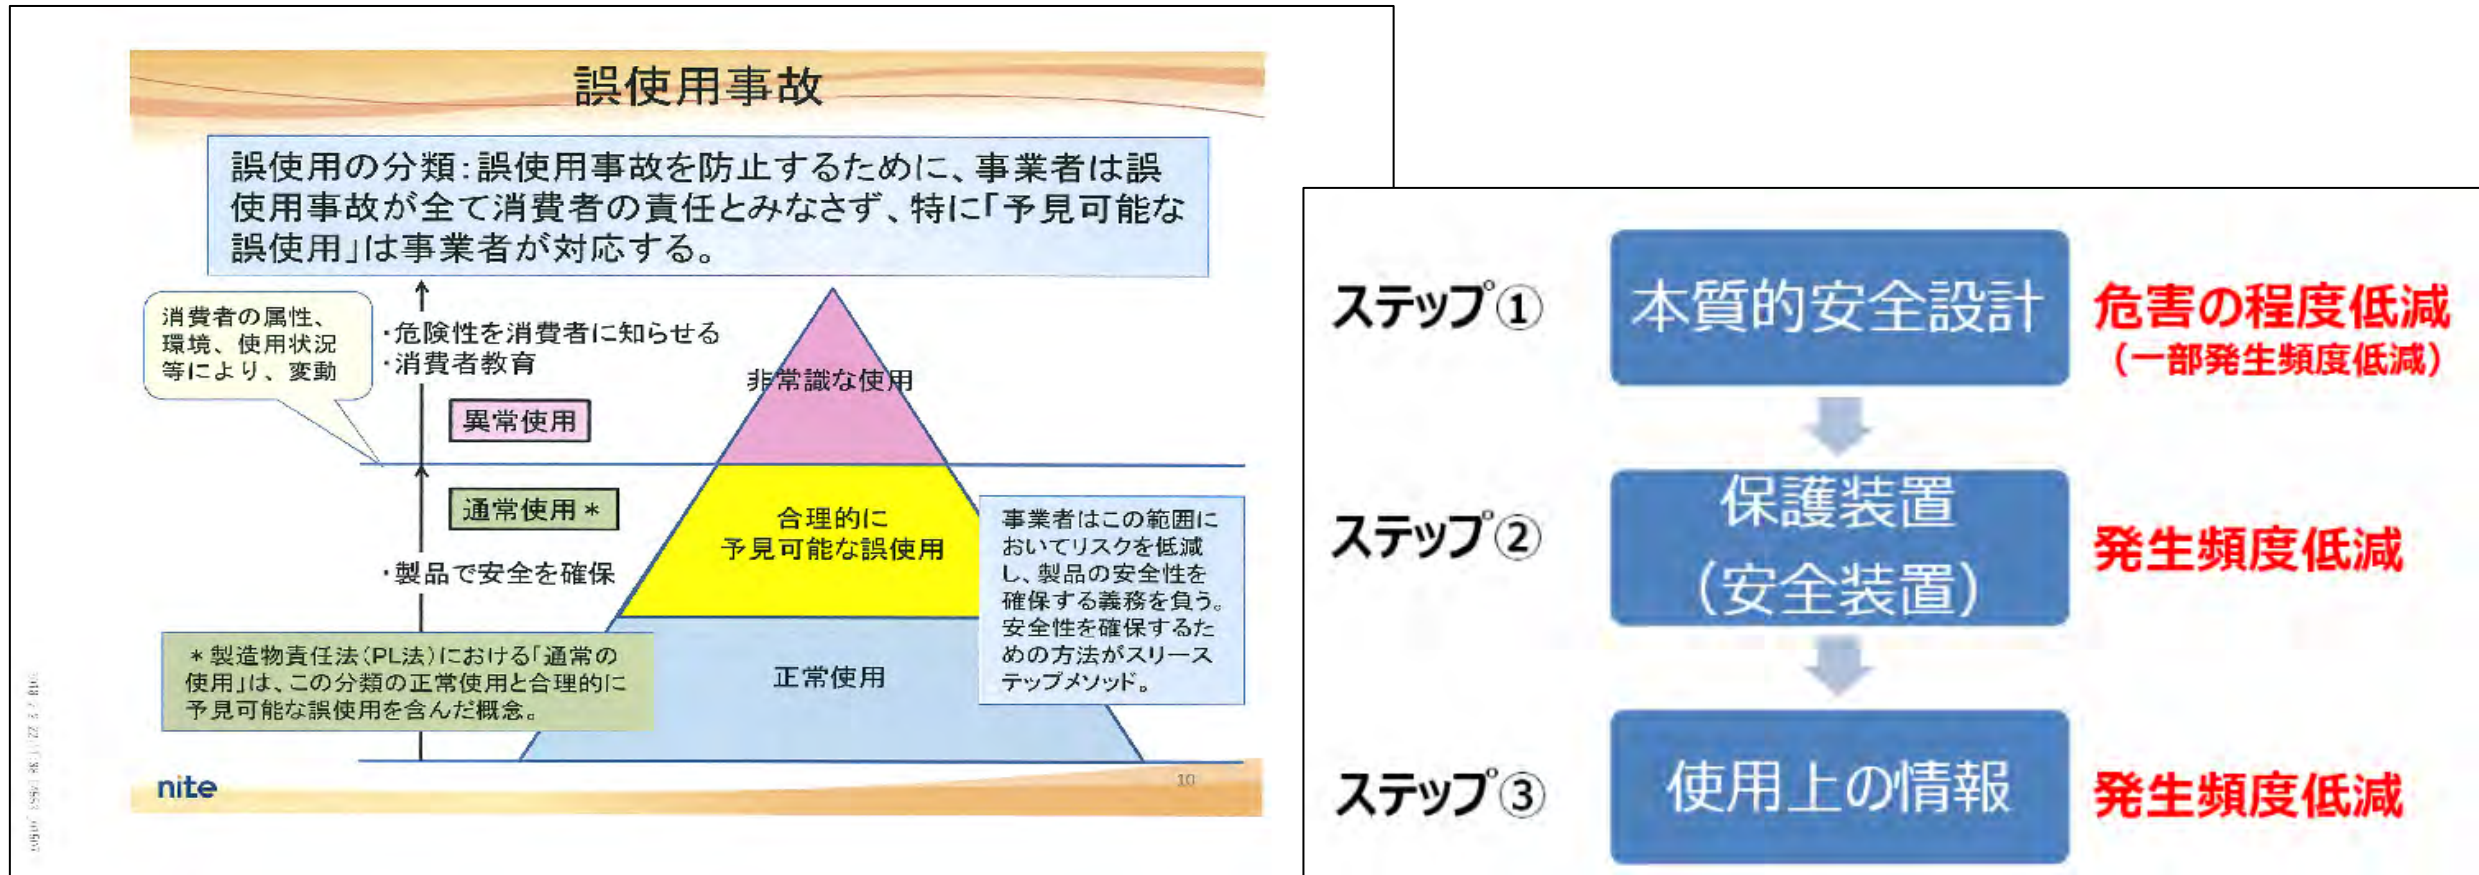 誤使用事故
誤使用の分類：誤使用事故を防止するために、事業者は誤
使用事故が全て消費者の責任とみなさず、特に「予見可能な
誤使用」は事業者が対応する。
消費者の属性、
環境、使用状況
等により、変動
・危険性を消費者に知らせる
・消費者教育
異常使用
非常識な使用
通常使用＊
・製品で安全を確保
合理的に
予見可能な誤使用
事業者はこの範囲に
おいてリスクを低減
し、製品の安全性を
確保する義務を負う。
安全性を確保するた
めの方法がスリース
テップメソッド。
＊製造物責任法（PL法）における「通常の
使用」は、この分類の正常使用と合理的に
予見可能な誤使用を含んだ概念。
正常使用
nite
10
ステップ①
本質的安全設計
危害の程度低減
（一部発生頻度低減）
ステップ②
保護装置
（安全装置）
発生頻度低減
ステップ③
使用上の情報
発生頻度低減